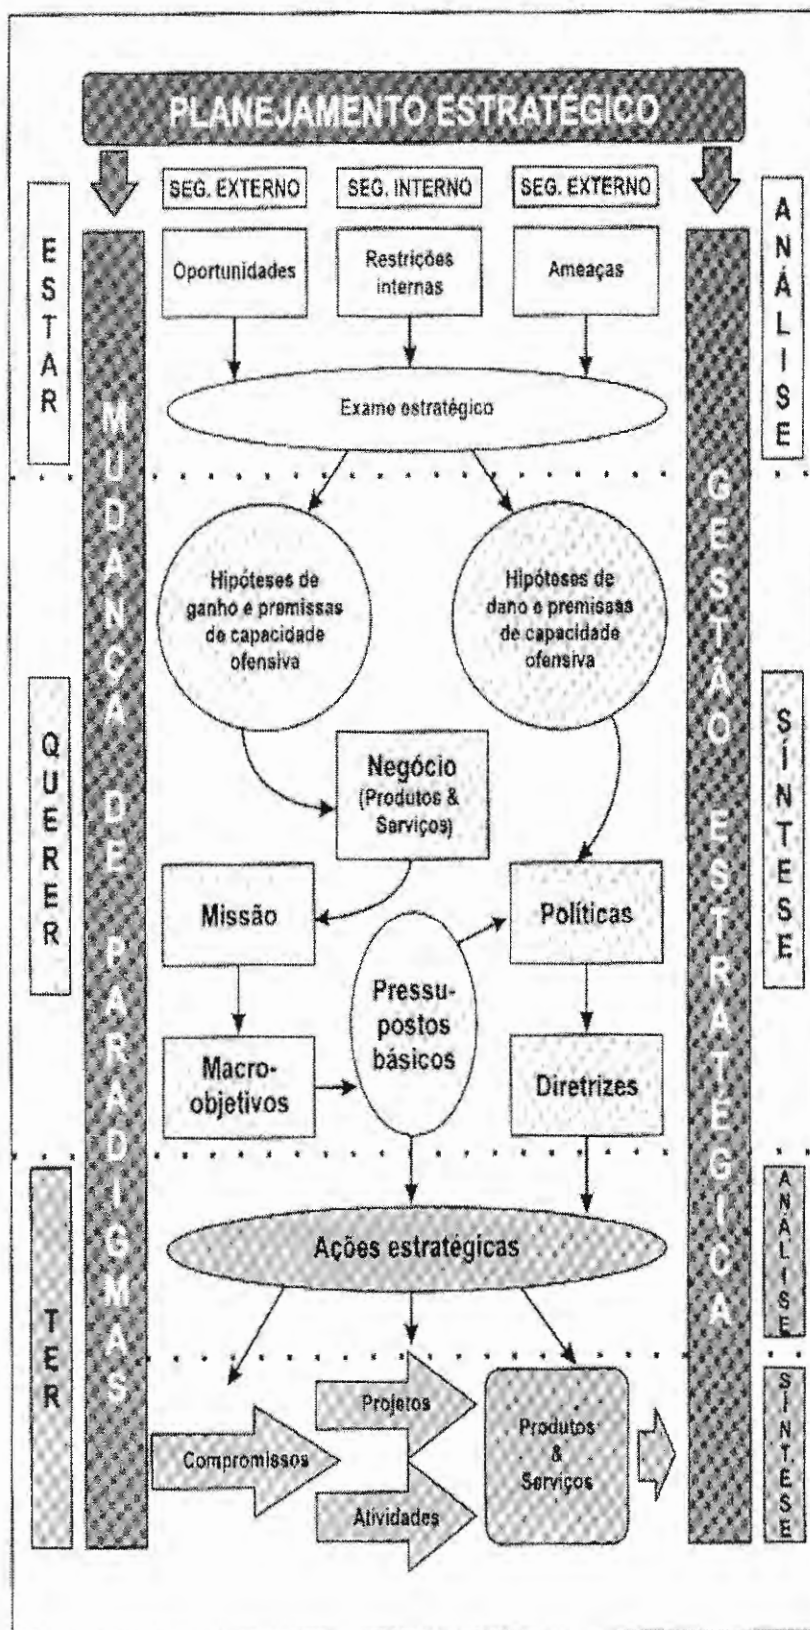 PLANEJAMENTO ESTRATÉGICO
SEG. EXTERNO
SEG. INTERNO
SEG. EXTERNO
ESTAR
ANÁLISE
Oportunidades
Restrições
internas
Ameaças
Exame estratégico
MUDANÇA DE PARADIGMAS
GESTÃO ESTRATÉGICA
Hipóteses de
ganho e premissas
de capacidade
ofensiva
Hipóteses de
dano e premissas
de capacidade
ofensiva
QUERER
SÍNTESE
Negócio
(Produtos &
Serviços)
Missão
Políticas
Pressu-
postos
básicos
Macro-
objetivos
Diretrizes
TER
ANÁLISE
Ações estratégicas
SÍNTESE
Projetos
Compromissos
Atividades
Produtos
&
Serviços